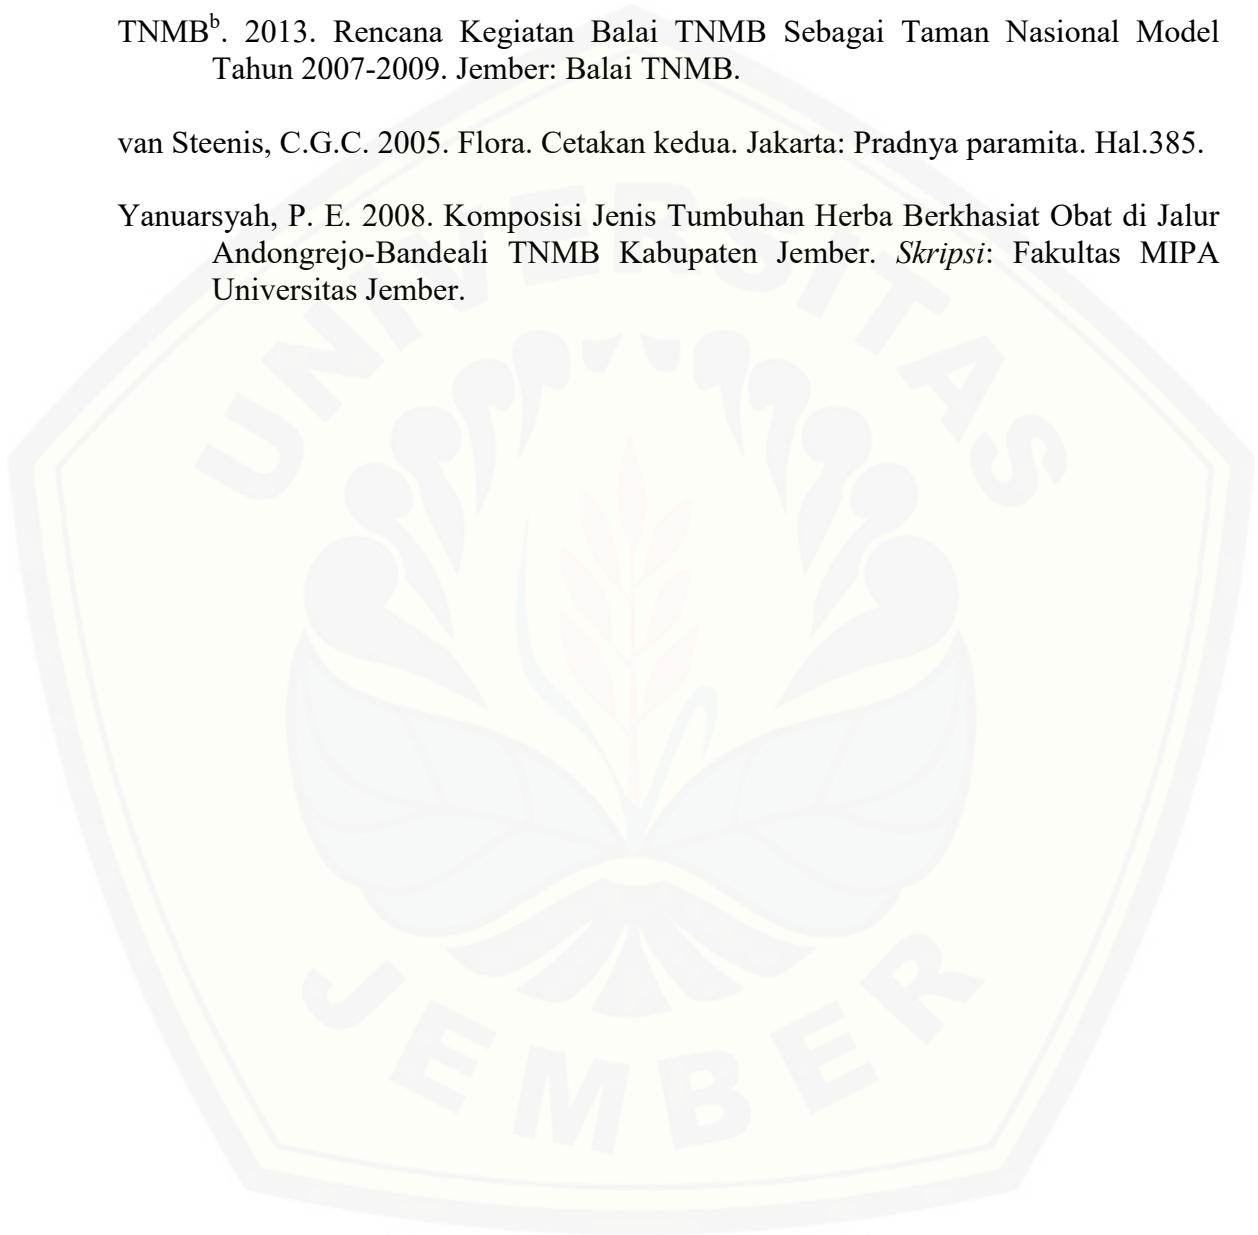 TNMBᵇ. 2013. Rencana Kegiatan Balai TNMB Sebagai Taman Nasional Model
Tahun 2007-2009. Jember: Balai TNMB.
van Steenis, C.G.C. 2005. Flora. Cetakan kedua. Jakarta: Pradnya paramita. Hal.385.
Yanuarsyah, P. E. 2008. Komposisi Jenis Tumbuhan Herba Berkhasiat Obat di Jalur
Andongrejo-Bandeali TNMB Kabupaten Jember. Skripsi: Fakultas MIPA
Universitas Jember.
UNIVERSITAS
JEMBER